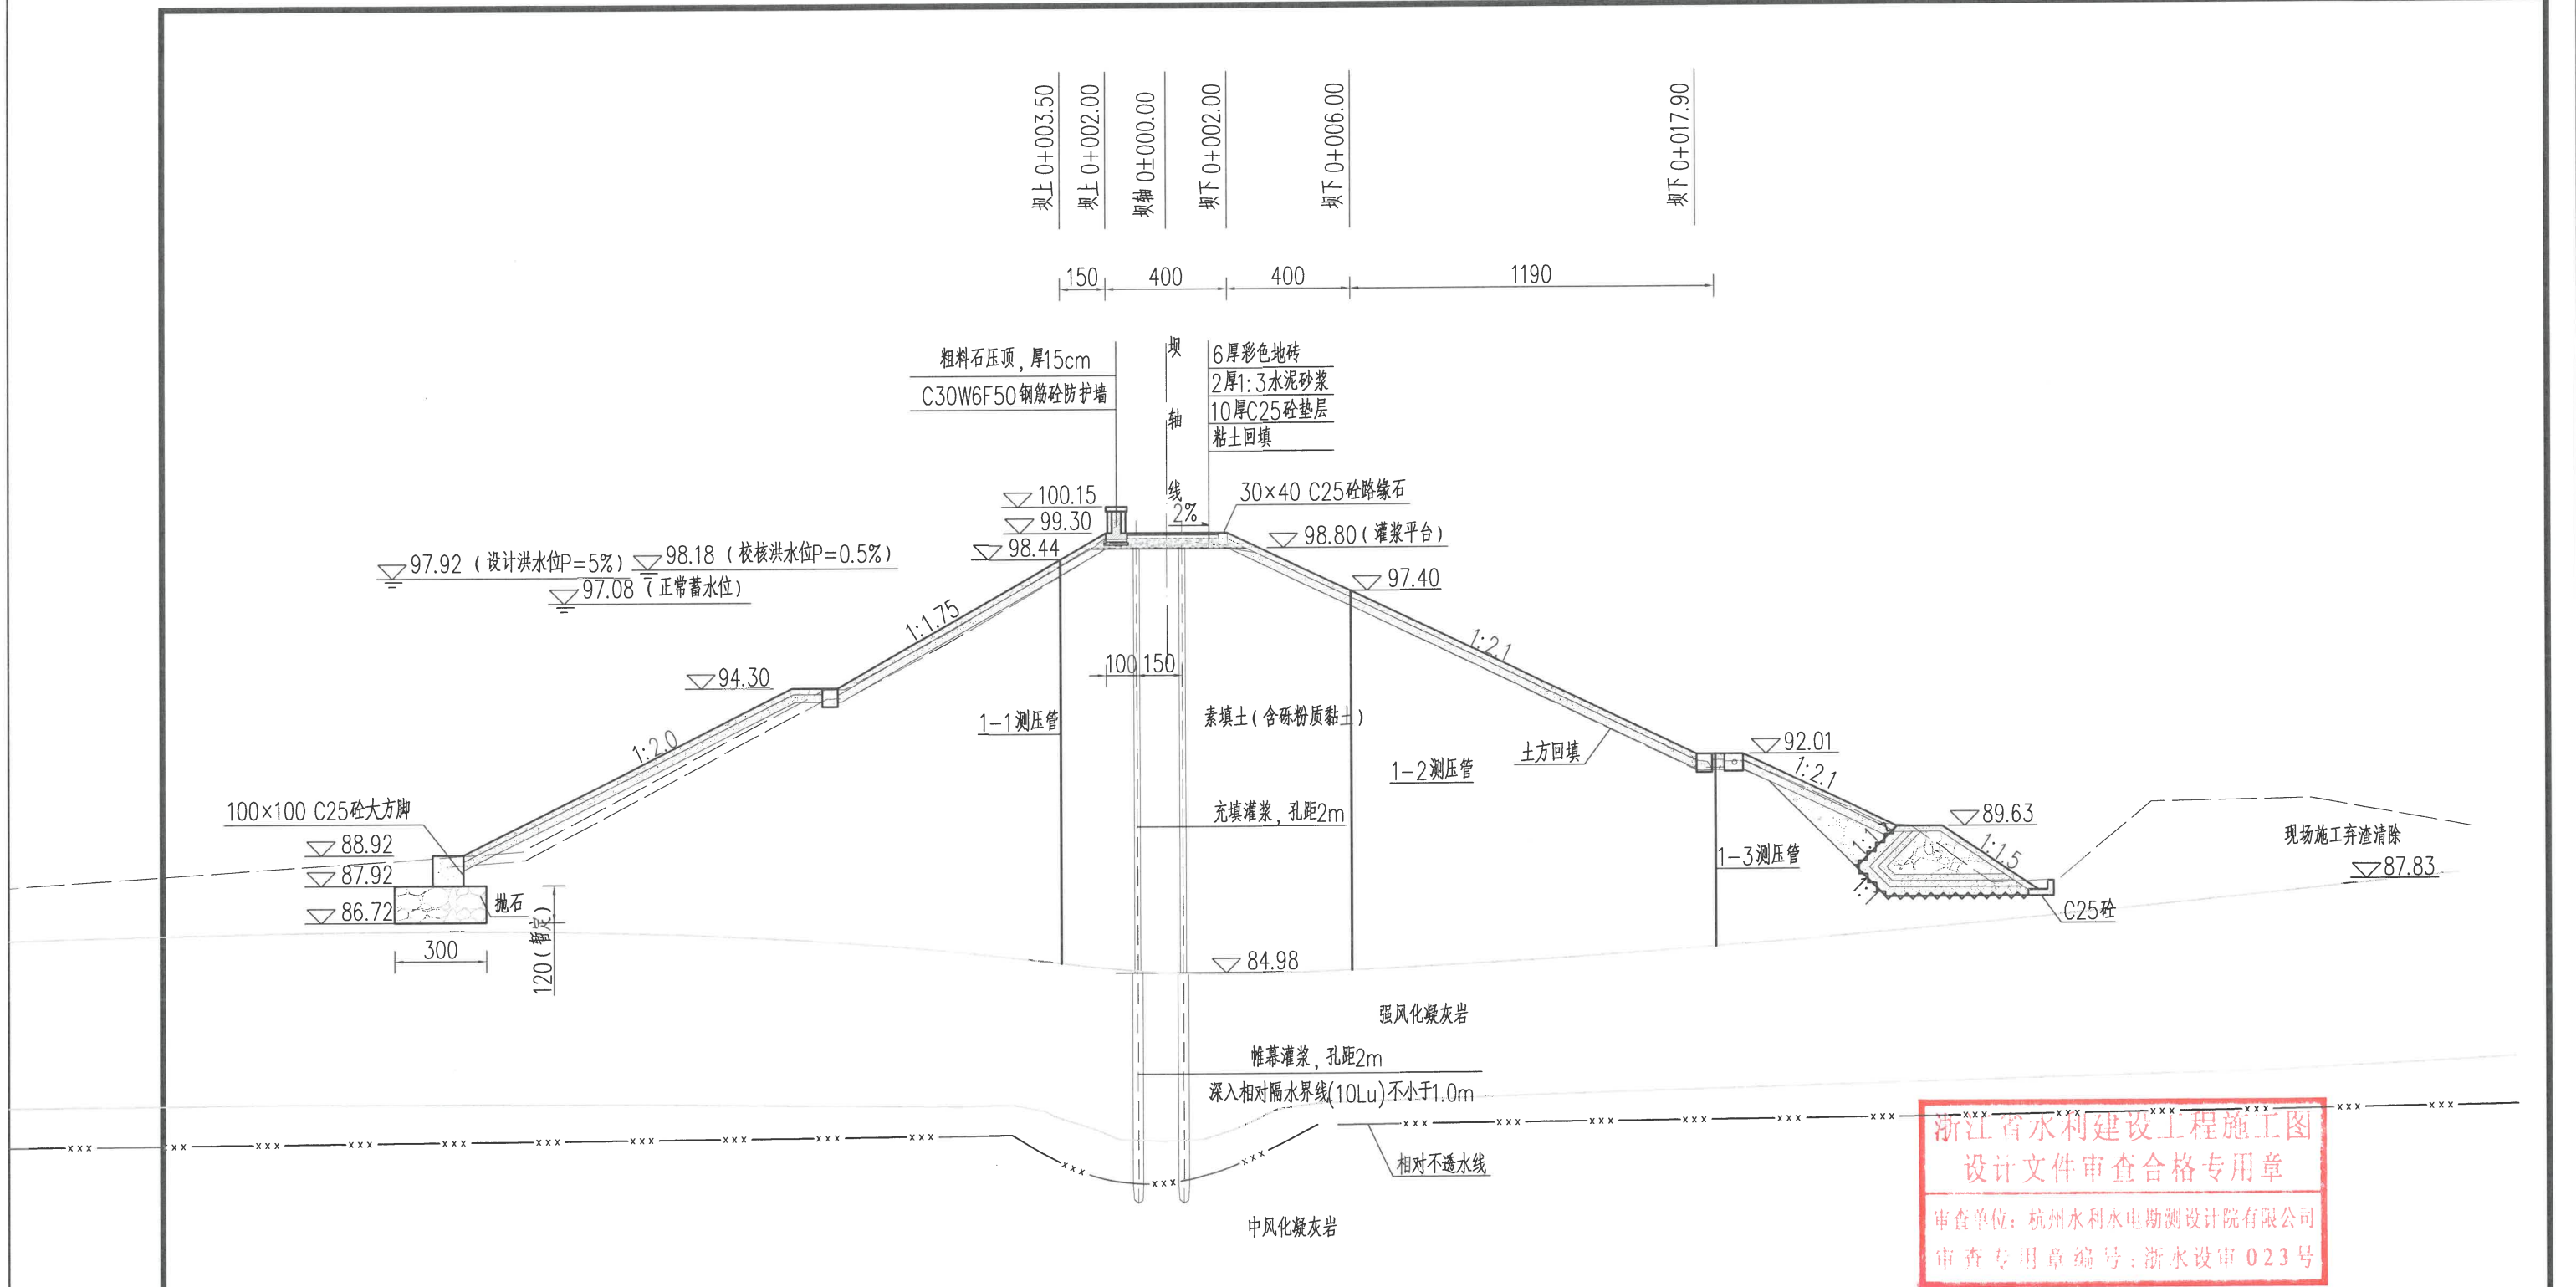 坝上 0+003.50
坝上 0+002.00
坝轴 0±000.00
坝下 0+002.00
坝下 0+006.00
坝下 0+017.90
150
400
400
1190
粗料石压顶，厚15cm
C30W6F50钢筋砼防护墙
坝轴线
6厚彩色地砖
2厚1:3水泥砂浆
10厚C25砼垫层
粘土回填
100.15
99.30
98.44
2%
30×40 C25砼路缘石
98.80(灌浆平台)
97.92 (设计洪水位P=5%)
98.18 (校核洪水位P=0.5%)
97.08 (正常蓄水位)
97.40
1:1.75
1:2.1
100
150
94.30
1:2.0
1-1测压管
素填土(含砾粉质黏土)
1-2测压管
土方回填
92.01
1:2.1
100×100 C25砼大方脚
充填灌浆，孔距2m
89.63
现场施工弃渣清除
88.92
87.92
86.72
抛石
1-3测压管
1:1
1:1
1:1.5
87.83
C25砼
300
120(暂定)
84.98
强风化凝灰岩
帷幕灌浆，孔距2m
深入相对隔水界线(10Lu)不小于1.0m
相对不透水线
中风化凝灰岩
浙江省水利建设工程施工图
设计文件审查合格专用章
审查单位：杭州水利水电勘测设计院有限公司
审查专用章编号：浙水设审023号